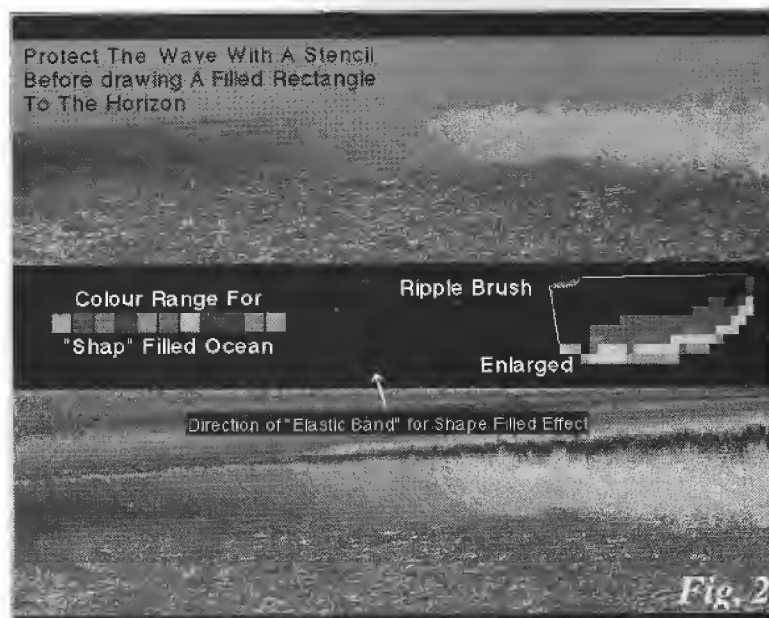 Protect The Wave With A Stencil
Before drawing A Filled Rectangle
To The Horizon
Colour Range For
"Shap" Filled Ocean
Ripple Brush
Enlarged
Direction of "Elastic Band" for Shape Filled Effect
Fig. 2